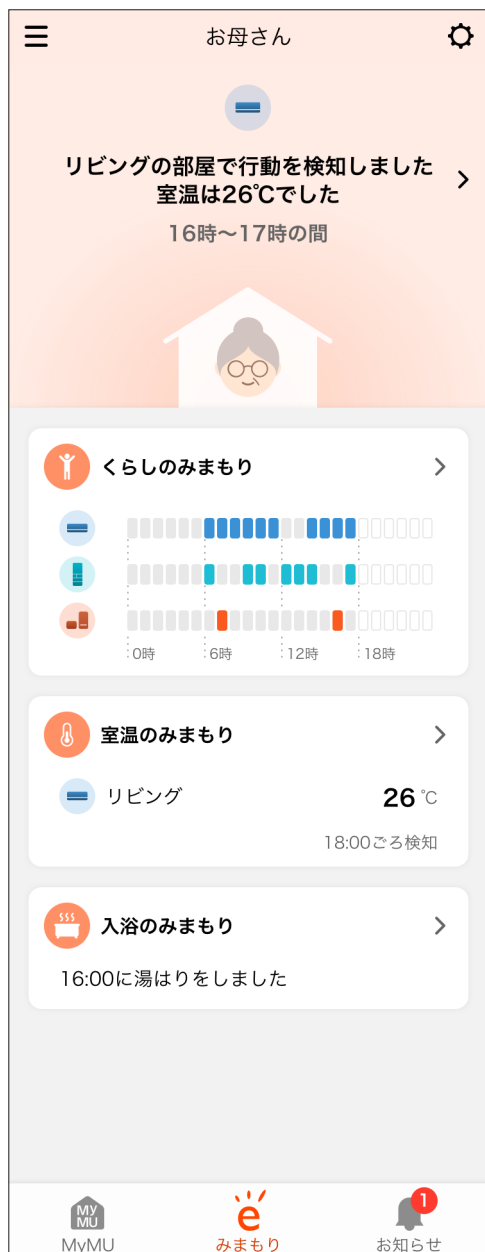 お母さん
リビングの部屋で行動を検知しました
室温は26℃でした
16時～17時の間
くらしのみまもり
0時 6時 12時 18時
室温のみまもり
リビング 26 ℃
18:00ごろ検知
入浴のみまもり
16:00に湯はりをしました
MY
MU
e
1
MyMU みまもり お知らせ